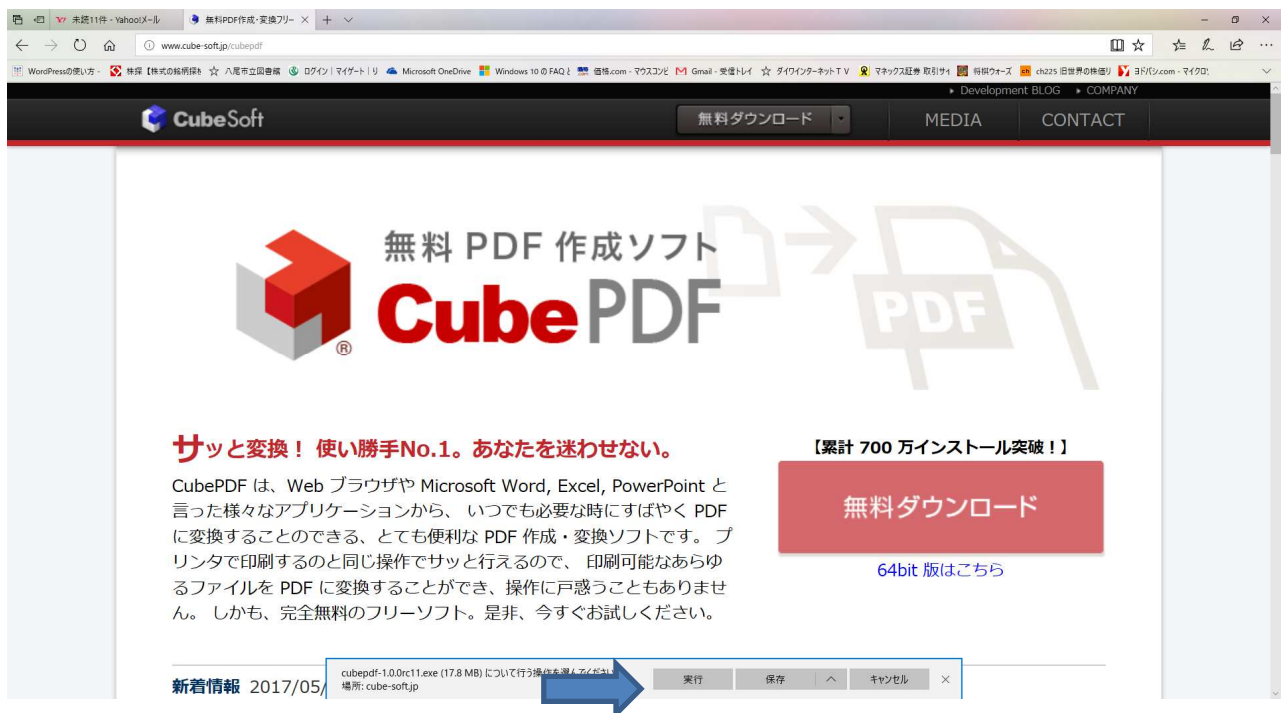 未読11件 - Yahoo!メール
無料PDF作成・変換フリー
www.cube-soft.jp/cubepdf
WordPressの使い方 -
株探【株式の銘柄探き
八尾市立図書館
ログイン | マイゲート | り
Microsoft OneDrive
Windows 10 の FAQ と
価格.com - マウスコンピ
Gmail - 受信トレイ
ダイワインターネットTV
マネックス証券 取引サイ
将棋ウォーズ
ch225 旧世界の株価り
ヨドバシ.com - マイクロ
Development BLOG
COMPANY
CubeSoft
無料ダウンロード
MEDIA
CONTACT
無料 PDF 作成ソフト
CubePDF
®
PDF
サッと変換！ 使い勝手No.1。あなたを迷わせない。
CubePDF は、Web ブラウザや Microsoft Word, Excel, PowerPoint と
言った様々なアプリケーションから、 いつでも必要な時にすばやく PDF
に変換することのできる、とても便利な PDF 作成・変換ソフトです。 プ
リンタで印刷するのと同じ操作でサッと行えるので、 印刷可能なあらゆ
るファイルを PDF に変換することができ、操作に戸惑うこともありませ
ん。 しかも、完全無料のフリーソフト。是非、今すぐお試しください。
【累計 700 万インストール突破！】
無料ダウンロード
64bit 版はこちら
新着情報 2017/05/
cubepdf-1.0.0rc11.exe (17.8 MB) について行う操作を選んでください
場所: cube-soft.jp
実行
保存
キャンセル